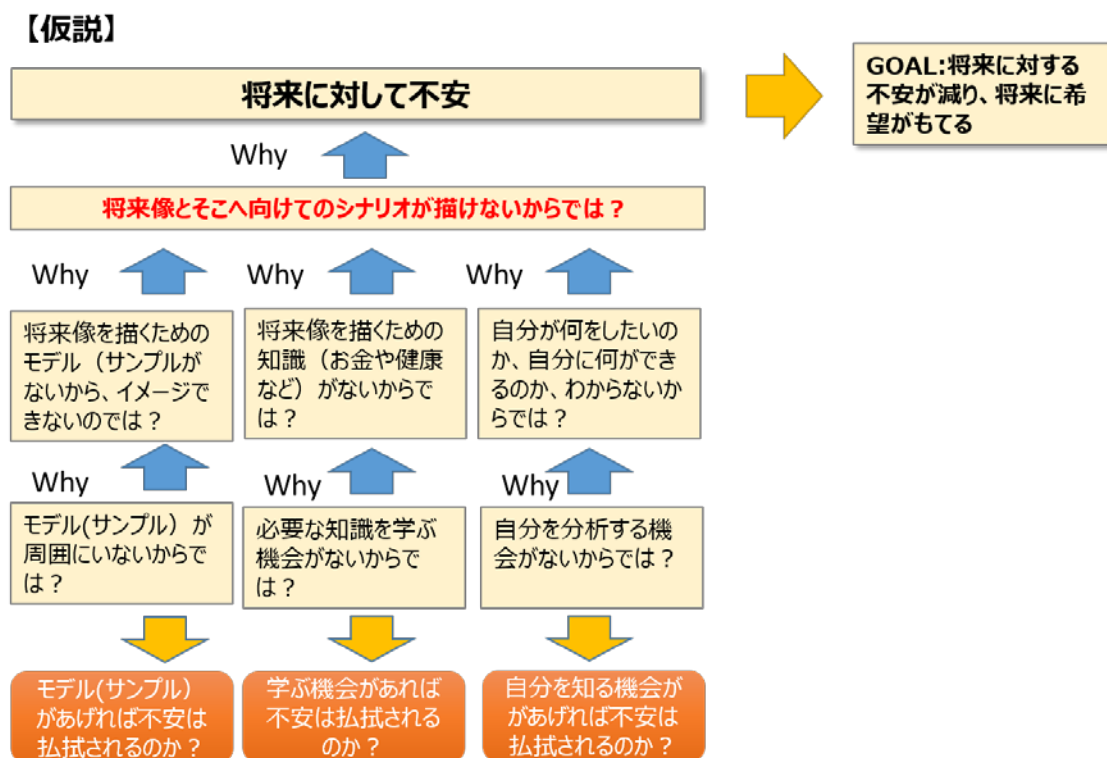 【仮説】
将来に対して不安
GOAL:将来に対する
不安が減り、将来に希
望がもてる
Why
将来像とそこへ向けてのシナリオが描けないからでは？
Why
Why
Why
将来像を描くための
モデル（サンプルが
ないから、イメージで
きないのでは？
将来像を描くための
知識（お金や健康
など）がないからで
は？
自分が何をしたいの
か、自分に何ができ
るのか、わからないか
らでは？
Why
Why
Why
モデル(サンプル）が
周囲にいないからで
は？
必要な知識を学ぶ
機会がないからで
は？
自分を分析する機
会がないからでは？
モデル(サンプル）
があげれば不安は
払拭されるのか？
学ぶ機会があれば
不安は払拭される
のか？
自分を知る機会が
があげれば不安は
払拭されるのか？